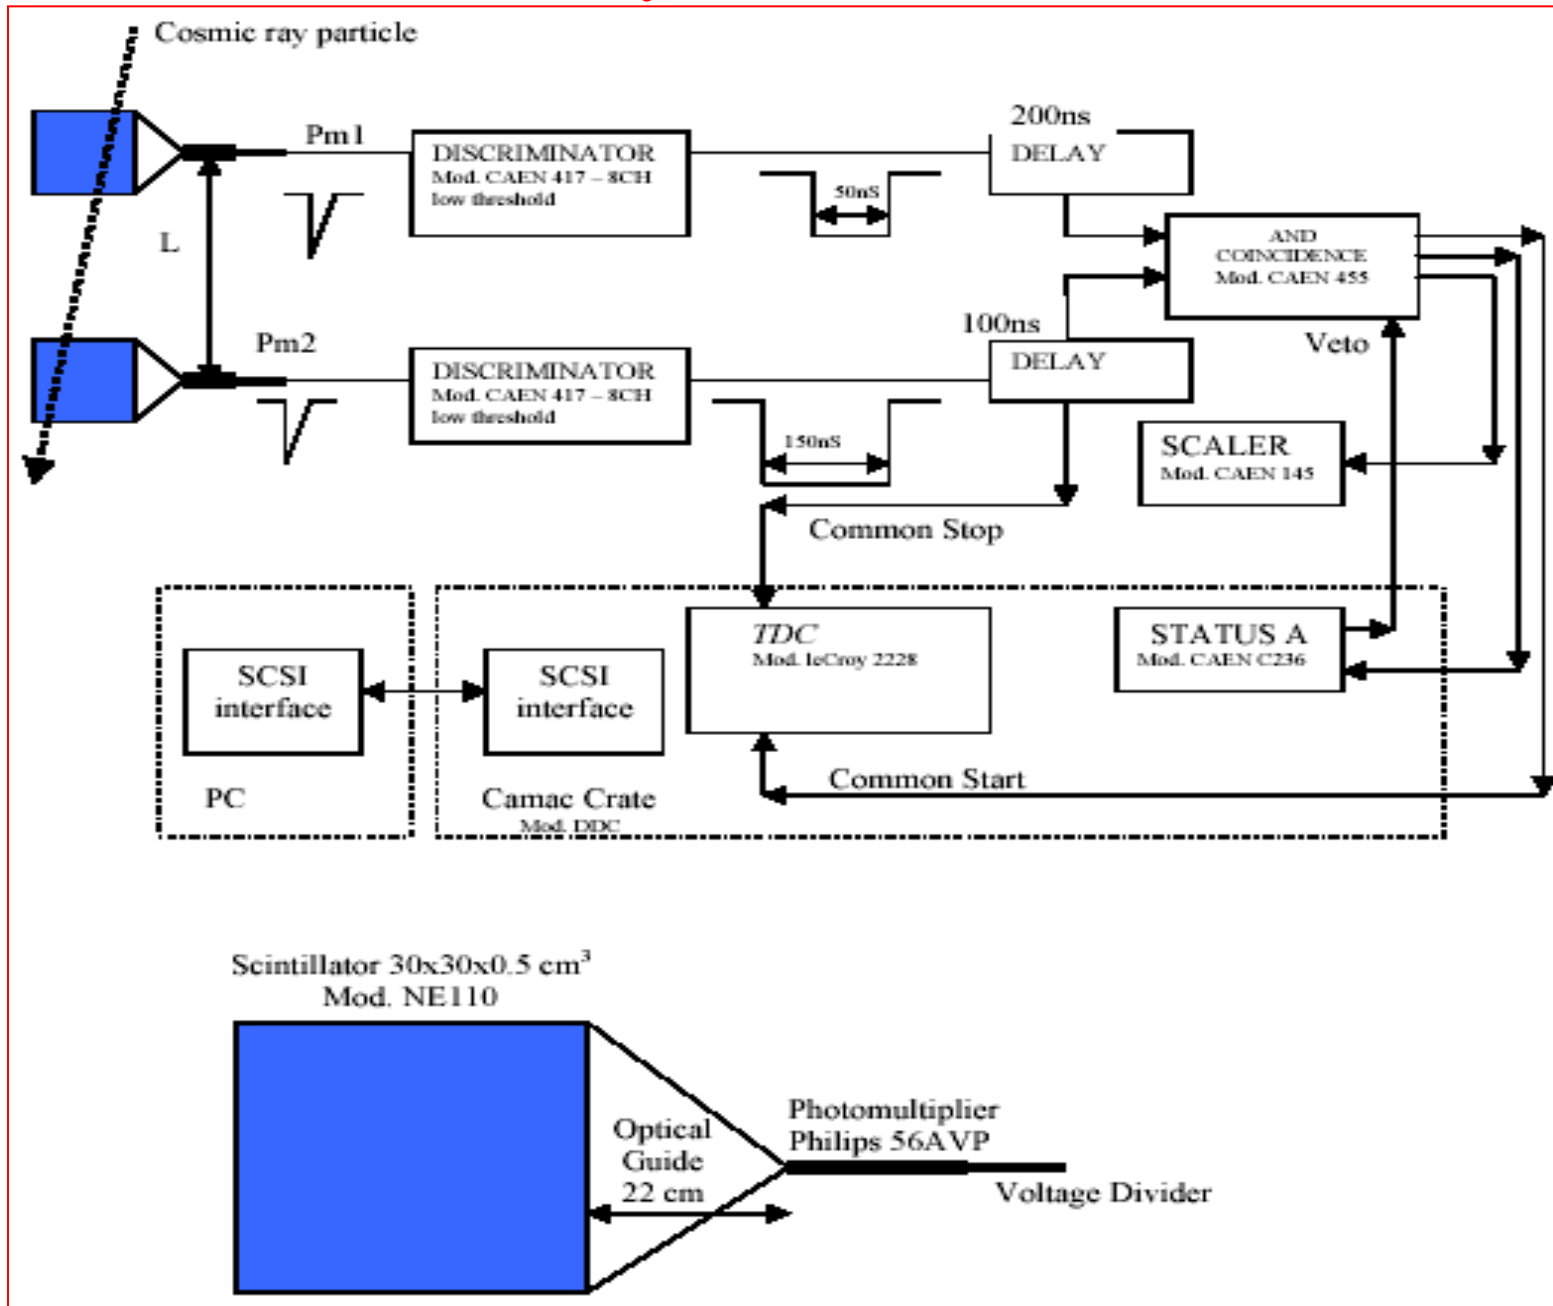 Cosmic ray particle
Pm1
DISCRIMINATOR
Mod. CAEN 417 – 8CH
low threshold
50nS
200ns
DELAY
L
AND
COINCIDENCE
Mod. CAEN 455
Pm2
DISCRIMINATOR
Mod. CAEN 417 – 8CH
low threshold
150nS
100ns
DELAY
Veto
SCALER
Mod. CAEN 145
Common Stop
SCSI
interface
PC
SCSI
interface
Camac Crate
Mod. DDC
TDC
Mod. leCroy 2228
STATUS A
Mod. CAEN C236
Common Start
Scintillator 30x30x0.5 cm³
Mod. NE110
Optical
Guide
22 cm
Photomultiplier
Philips 56AVP
Voltage Divider